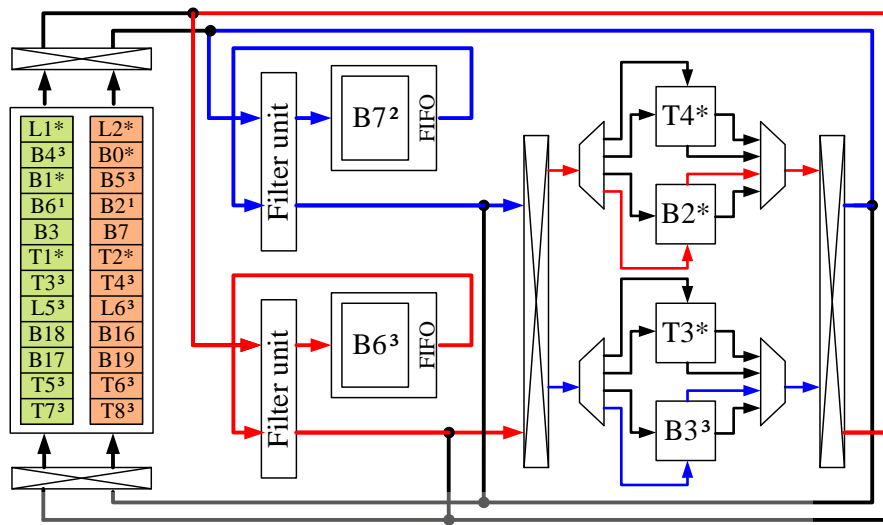 L1* L2*
B4³ B0*
B1* B5³
B6¹ B2¹
B3 B7
T1* T2*
T3³ T4³
L5³ L6³
B18 B16
B17 B19
T5³ T6³
T7³ T8³
Filter unit
B7²
FIFO
Filter unit
B6³
FIFO
T4*
B2*
T3*
B3³